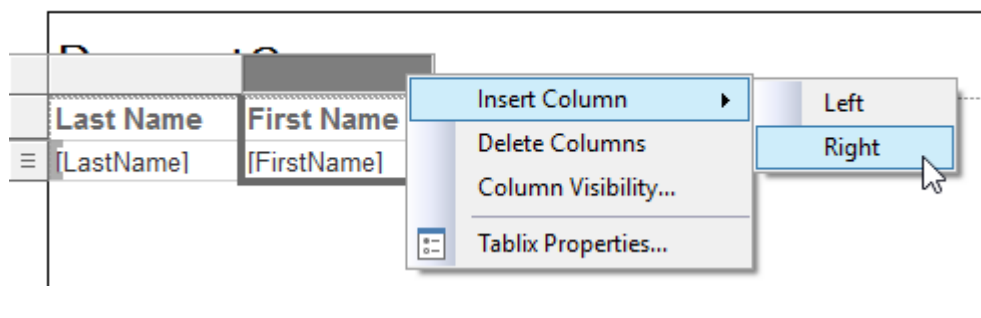 Last Name First Name
[LastName] [FirstName]
Insert Column
Delete Columns
Column Visibility...
Tablix Properties...
Left
Right